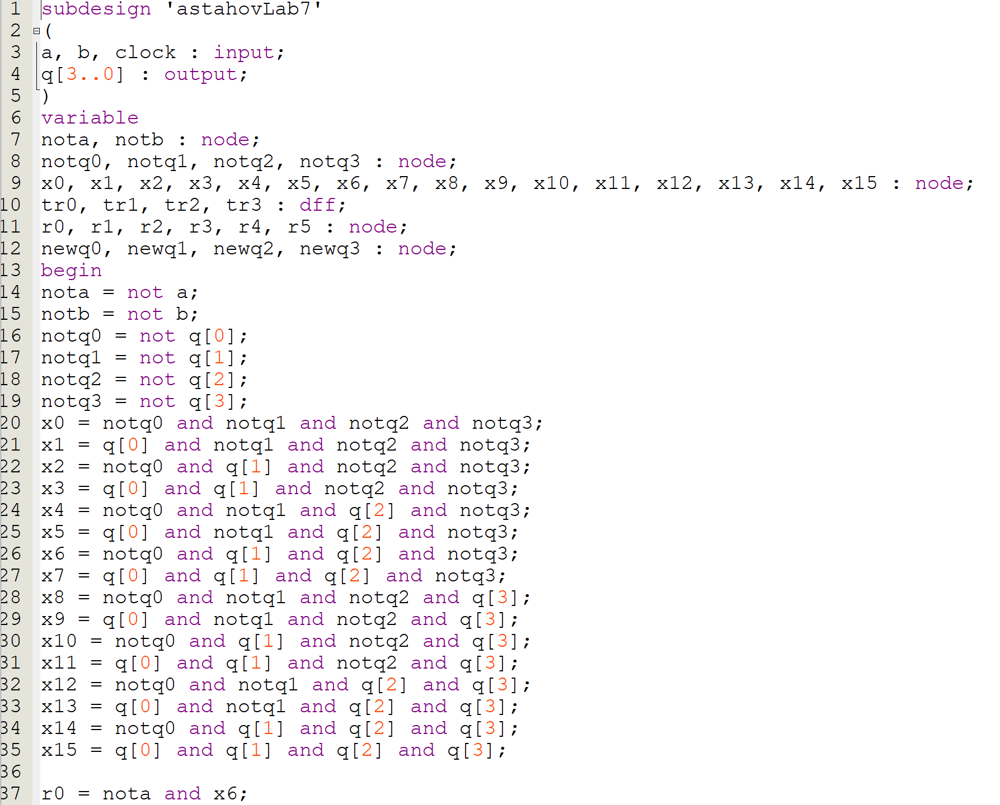 1 subdesign 'astahovLab7'
2 (
3 a, b, clock : input;
4 q[3..0] : output;
5 )
6 variable
7 nota, notb : node;
8 notq0, notq1, notq2, notq3 : node;
9 x0, x1, x2, x3, x4, x5, x6, x7, x8, x9, x10, x11, x12, x13, x14, x15 : node;
10 tr0, tr1, tr2, tr3 : dff;
11 r0, r1, r2, r3, r4, r5 : node;
12 newq0, newq1, newq2, newq3 : node;
13 begin
14 nota = not a;
15 notb = not b;
16 notq0 = not q[0];
17 notq1 = not q[1];
18 notq2 = not q[2];
19 notq3 = not q[3];
20 x0 = notq0 and notq1 and notq2 and notq3;
21 x1 = q[0] and notq1 and notq2 and notq3;
22 x2 = notq0 and q[1] and notq2 and notq3;
23 x3 = q[0] and q[1] and notq2 and notq3;
24 x4 = notq0 and notq1 and q[2] and notq3;
25 x5 = q[0] and notq1 and q[2] and notq3;
26 x6 = notq0 and q[1] and q[2] and notq3;
27 x7 = q[0] and q[1] and q[2] and notq3;
28 x8 = notq0 and notq1 and notq2 and q[3];
29 x9 = q[0] and notq1 and notq2 and q[3];
30 x10 = notq0 and q[1] and notq2 and q[3];
31 x11 = q[0] and q[1] and notq2 and q[3];
32 x12 = notq0 and notq1 and q[2] and q[3];
33 x13 = q[0] and notq1 and q[2] and q[3];
34 x14 = notq0 and q[1] and q[2] and q[3];
35 x15 = q[0] and q[1] and q[2] and q[3];
36
37 r0 = nota and x6;